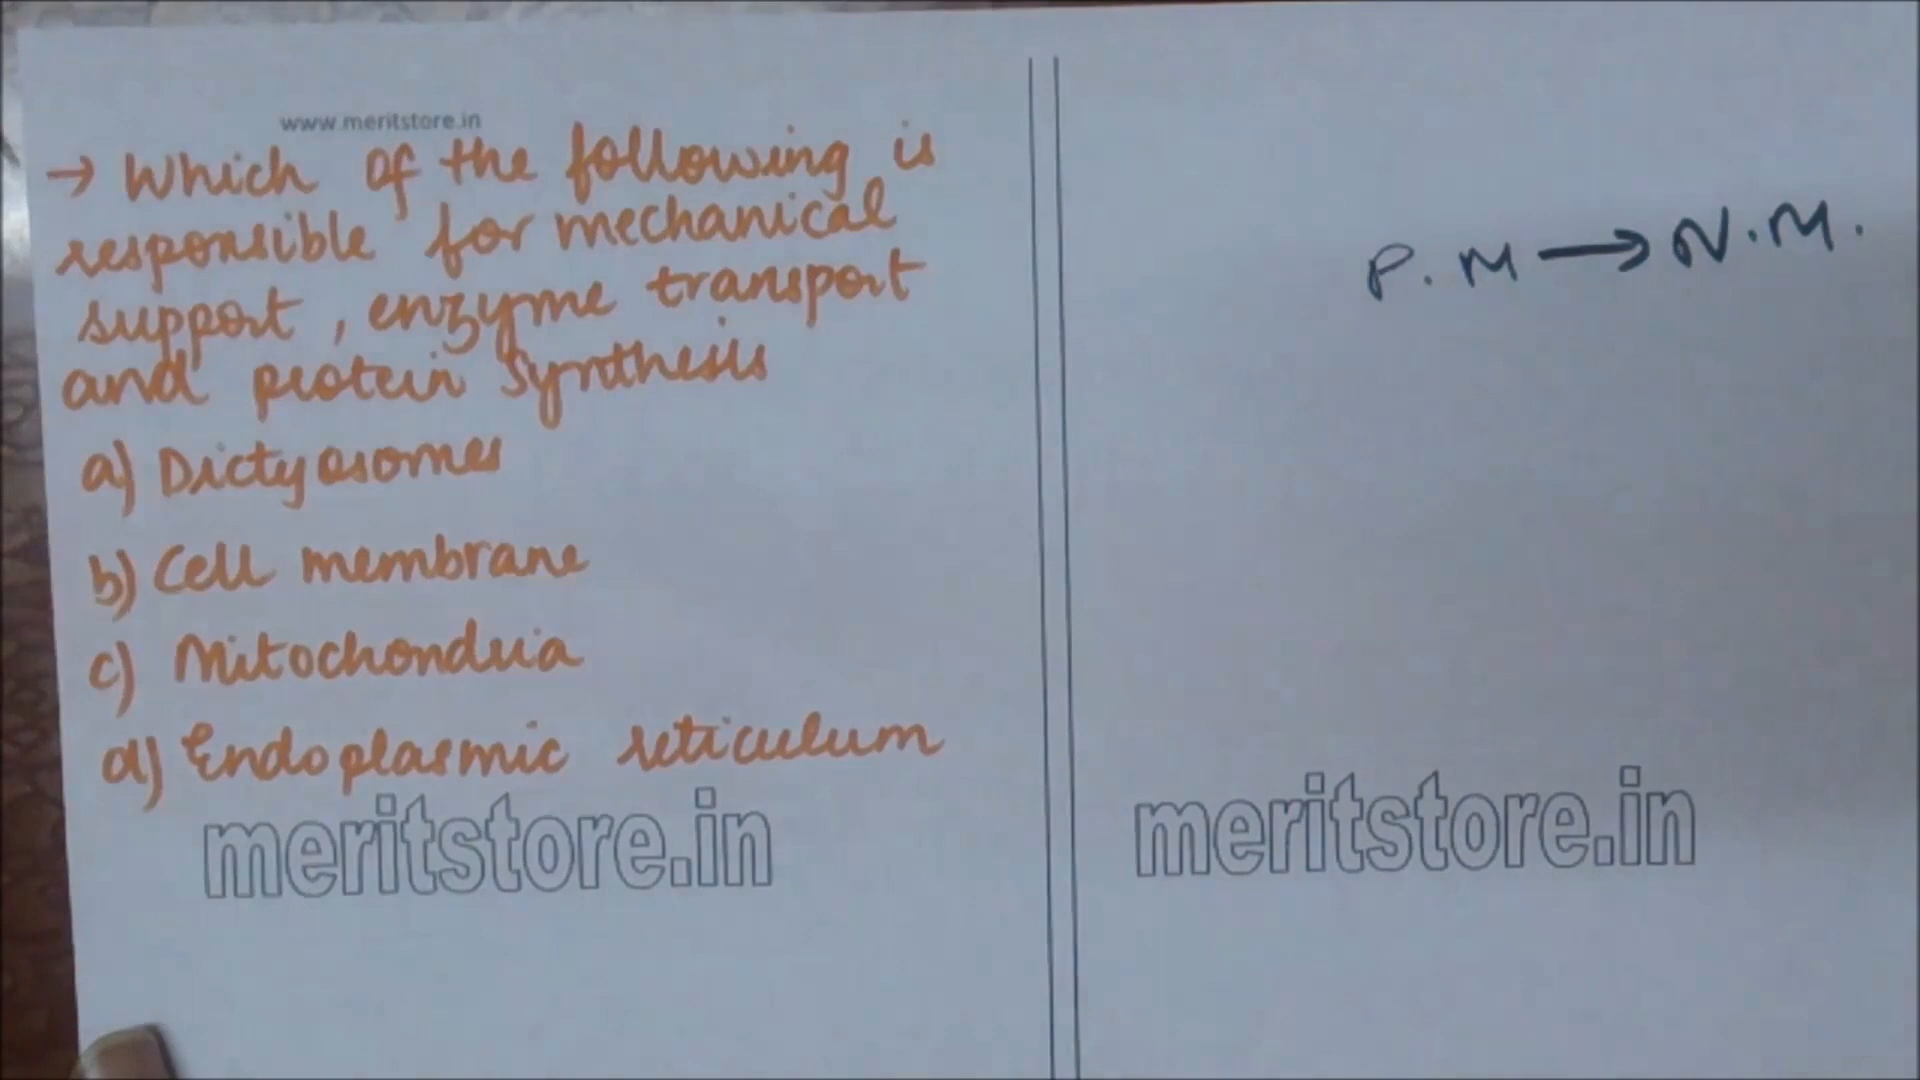 www.meritstore.in
→ Which of the following is
responsible for mechanical
support, enzyme transport
and protein synthesis
a) Dictyosomes
b) Cell membrane
c) Mitochondria
d) Endoplasmic reticulum
meritstore.in
P.M → N.M.
meritstore.in